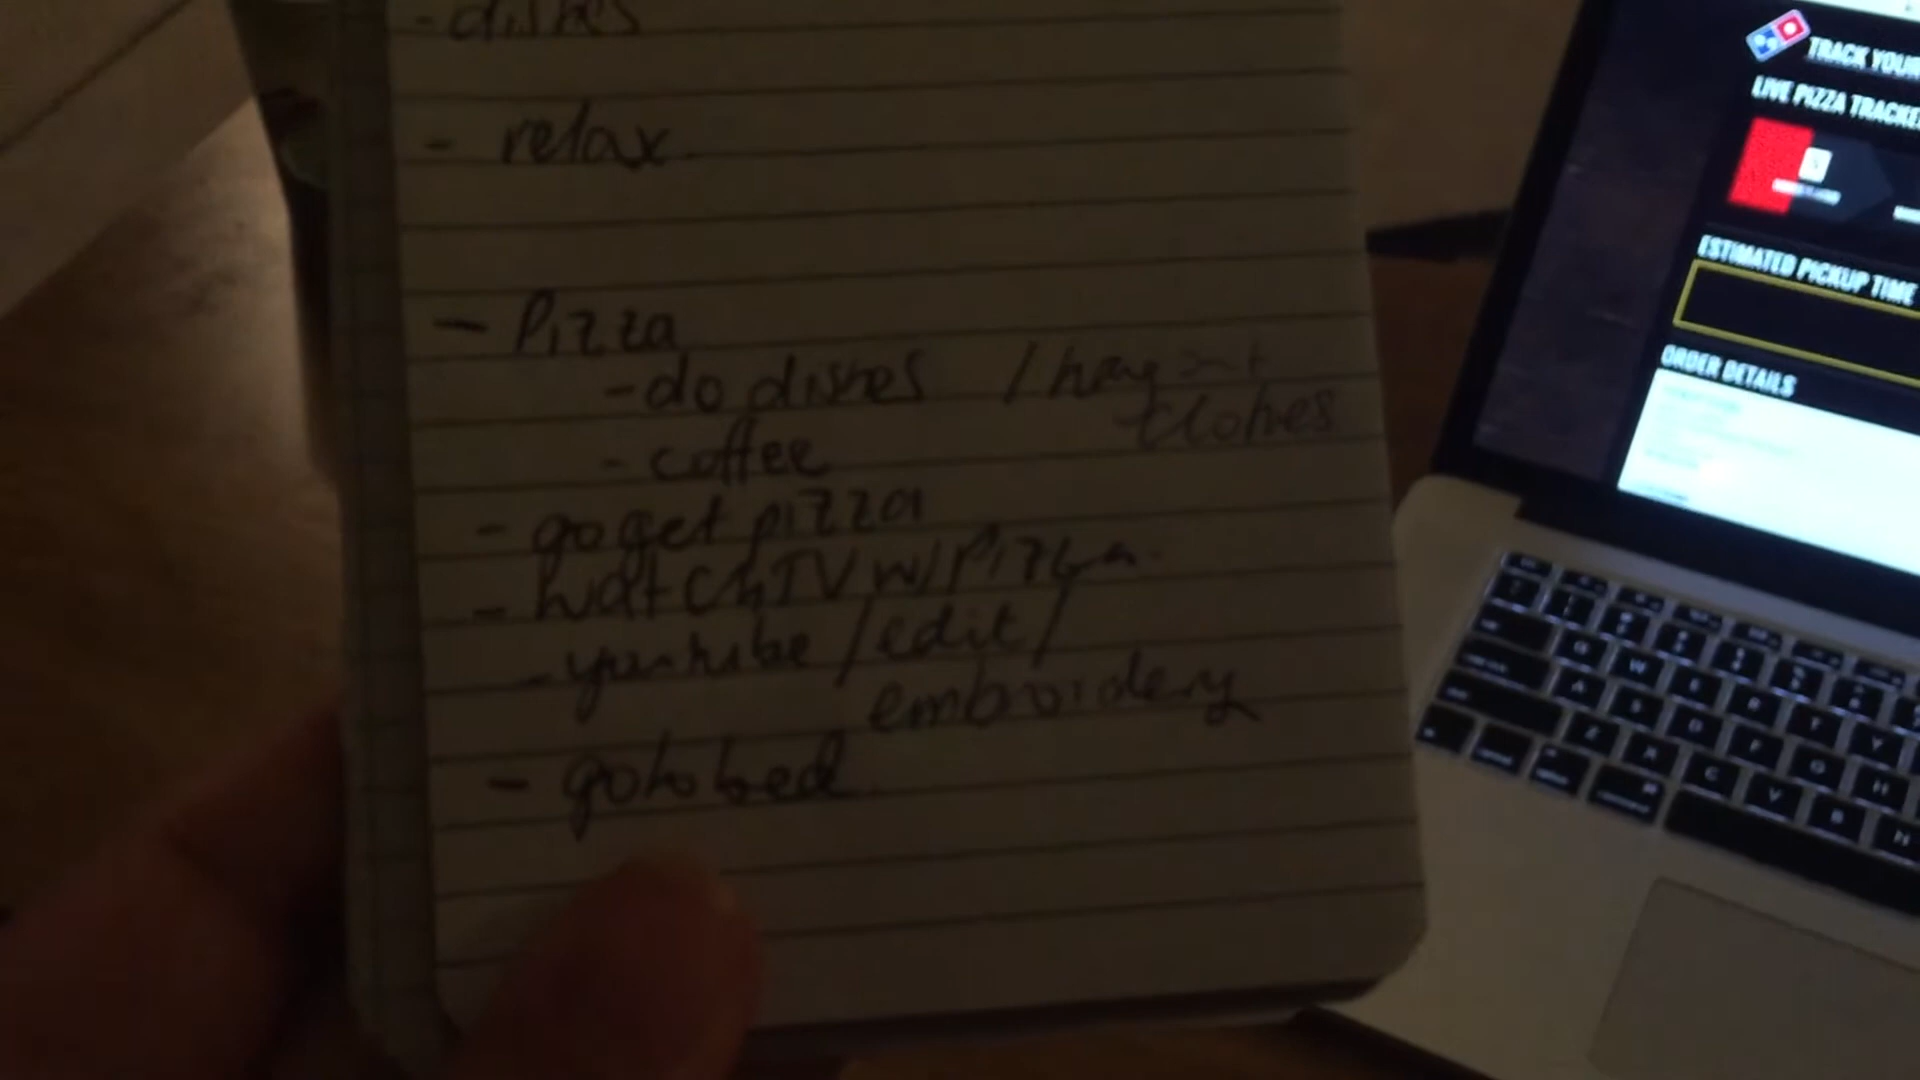 - dishes
- relax
- Pizza
- do dishes / hang out
clothes
- coffee
- go get pizza
- watch TV w/ Pizza
- youtube / edit /
embroidery
- go to bed
TRACK YOUR
LIVE PIZZA TRACKER
ESTIMATED PICKUP TIME
ORDER DETAILS